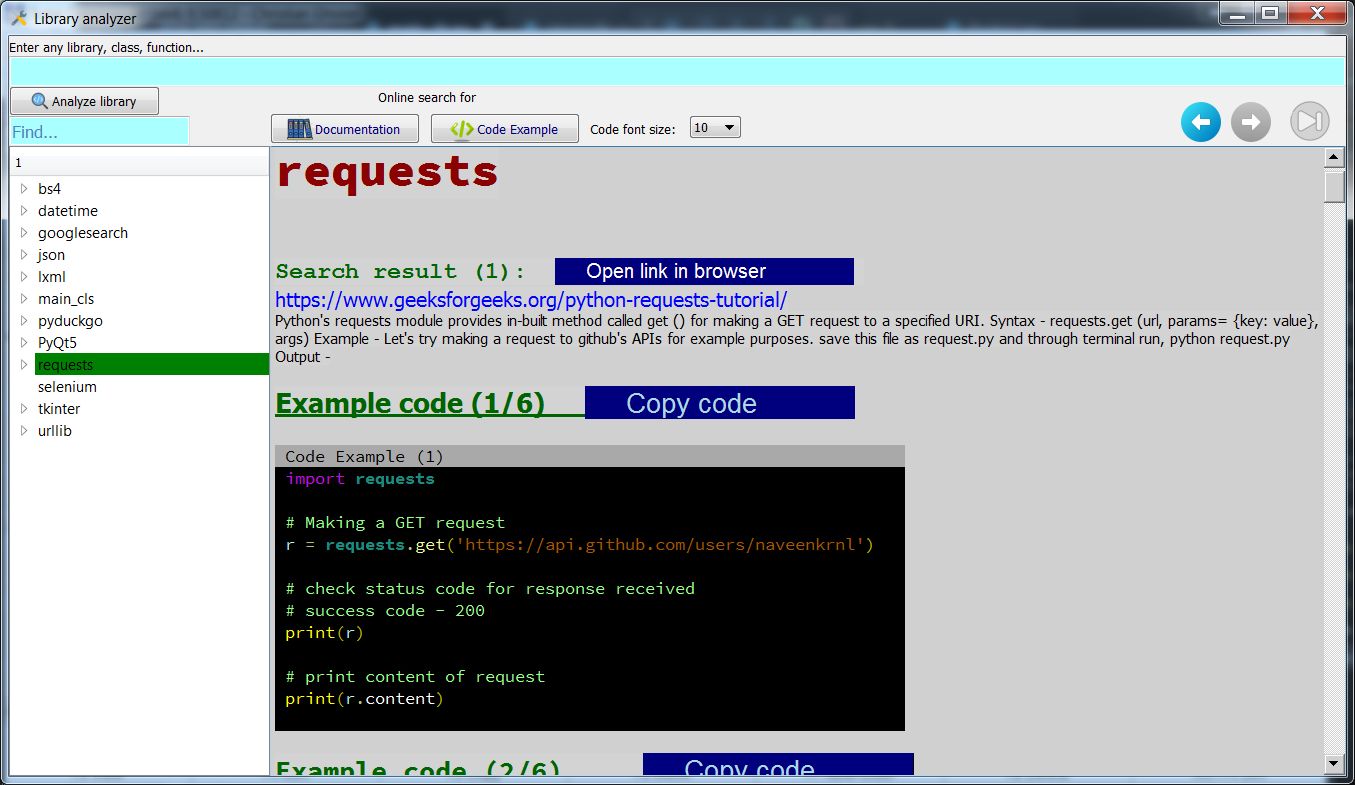 Library analyzer
Enter any library, class, function...
Analyze library
Online search for
Find...
Documentation
Code Example
Code font size:
10
1
bs4
datetime
googlesearch
json
lxml
main_cls
pyduckgo
PyQt5
requests
selenium
tkinter
urllib
requests
Search result (1):
Open link in browser
https://www.geeksforgeeks.org/python-requests-tutorial/
Python's requests module provides in-built method called get () for making a GET request to a specified URI. Syntax - requests.get (url, params= {key: value},
args) Example - Let's try making a request to github's APIs for example purposes. save this file as request.py and through terminal run, python request.py
Output -
Example code (1/6)
Copy code
Code Example (1)
import requests
# Making a GET request
r = requests.get('https://api.github.com/users/naveenkrnl')
# check status code for response received
# success code - 200
print(r)
# print content of request
print(r.content)
Example code (2/6)
Copy code